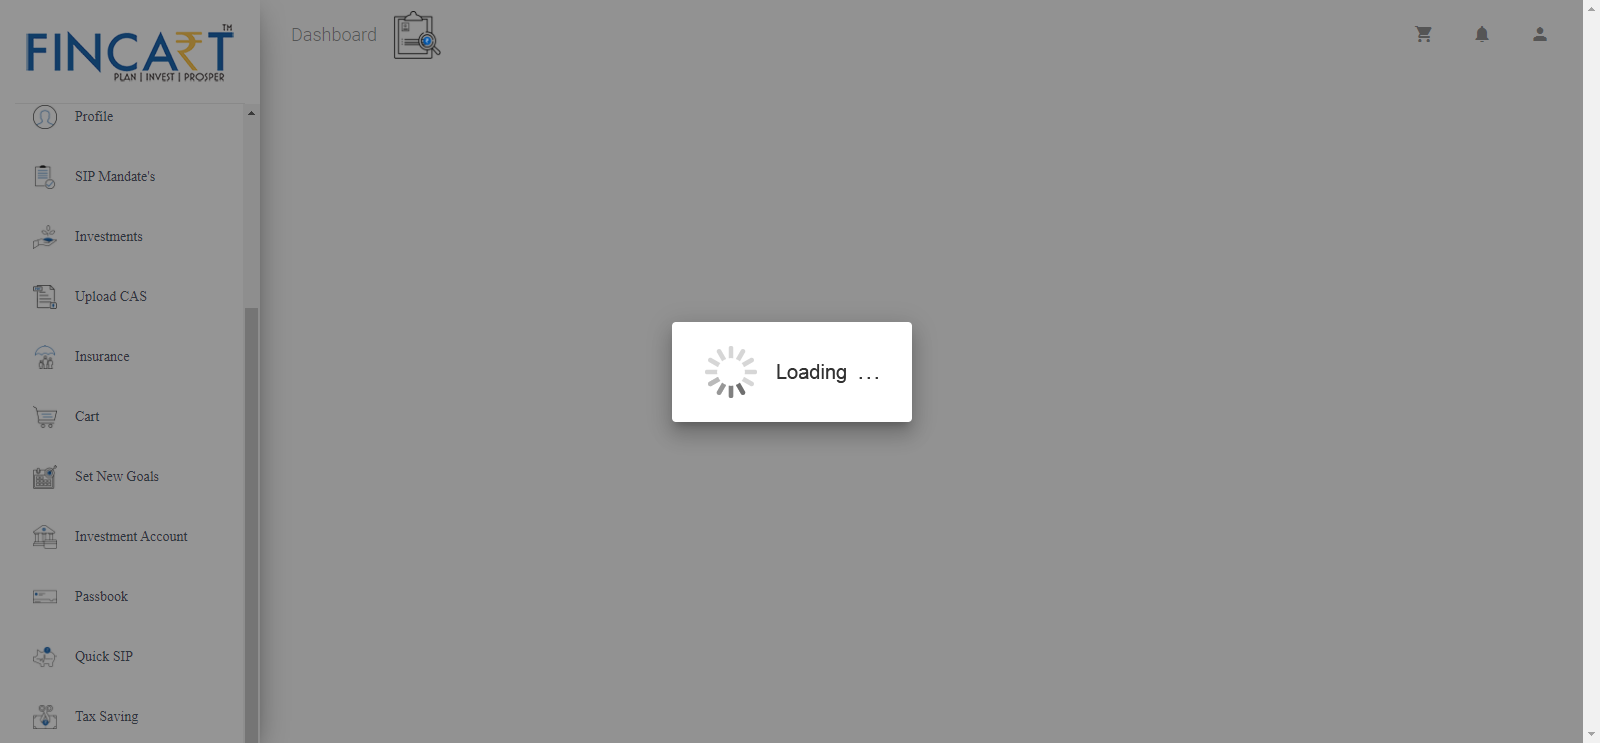 FINCART™
PLAN | INVEST | PROSPER
Dashboard
Profile
SIP Mandate's
Investments
Upload CAS
Insurance
Cart
Set New Goals
Investment Account
Passbook
Quick SIP
Tax Saving
Loading ...